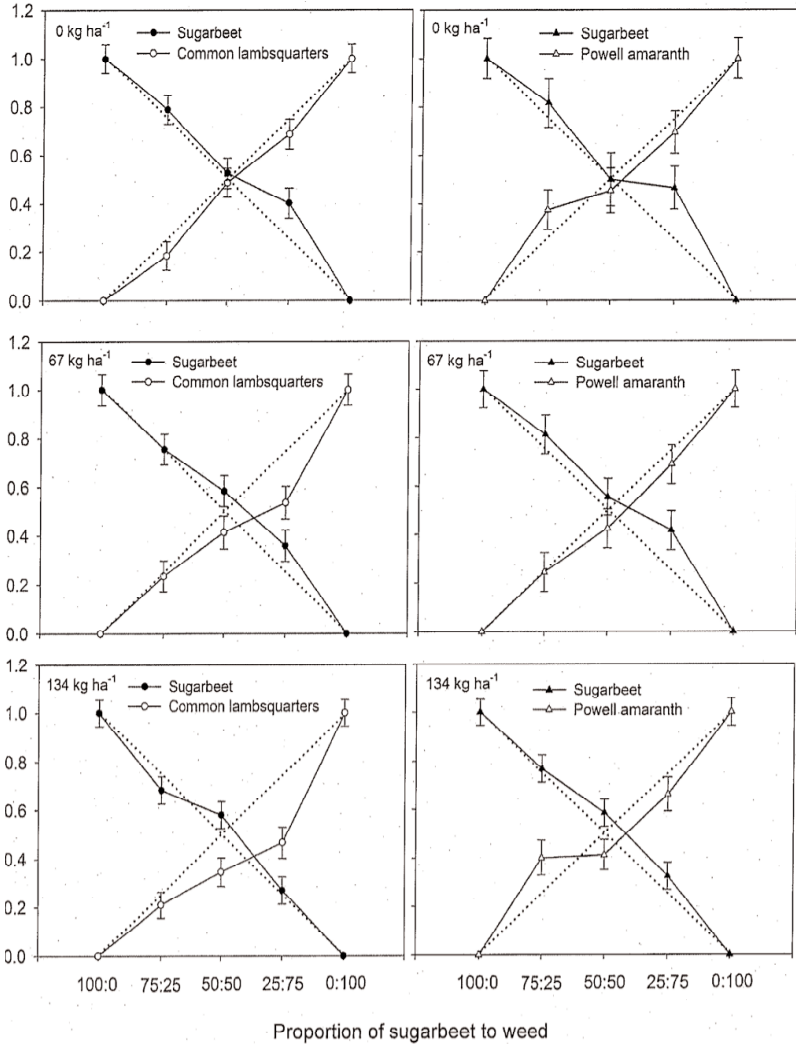 1.2
0 kg ha-1
Sugarbeet
Common lambsquarters
1.0
0.8
0.6
0.4
0.2
0.0
0 kg ha-1
Sugarbeet
Powell amaranth
1.2
67 kg ha-1
Sugarbeet
Common lambsquarters
1.0
0.8
0.6
0.4
0.2
0.0
67 kg ha-1
Sugarbeet
Powell amaranth
1.2
134 kg ha-1
Sugarbeet
Common lambsquarters
1.0
0.8
0.6
0.4
0.2
0.0
134 kg ha-1
Sugarbeet
Powell amaranth
100:0 75:25 50:50 25:75 0:100
100:0 75:25 50:50 25:75 0:100
Proportion of sugarbeet to weed